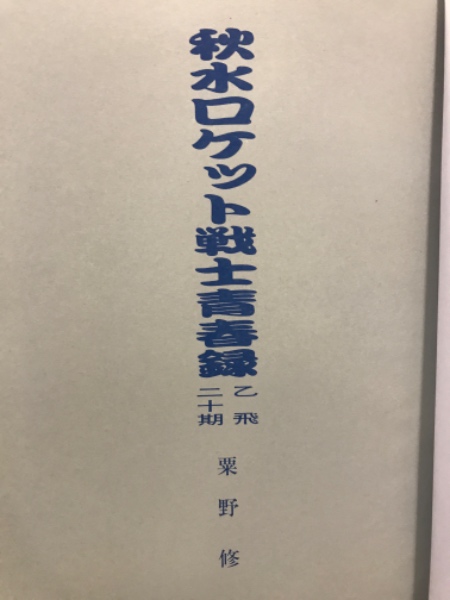 秋水ロケット戦士青春録
乙飛
二十期
粟野修